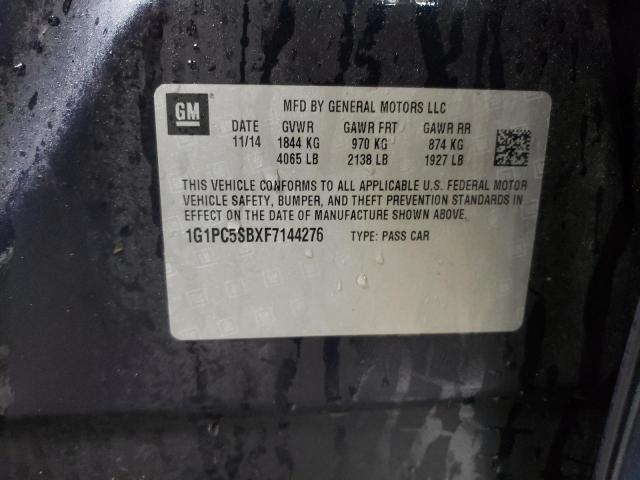 GM
MFD BY GENERAL MOTORS LLC
DATE GVWR GAWR FRT GAWR RR
11/14 1844 KG 970 KG 874 KG
4065 LB 2138 LB 1927 LB
THIS VEHICLE CONFORMS TO ALL APPLICABLE U.S. FEDERAL MOTOR
VEHICLE SAFETY, BUMPER, AND THEFT PREVENTION STANDARDS IN
EFFECT ON THE DATE OF MANUFACTURE SHOWN ABOVE.
1G1PC5SBXF7144276 TYPE: PASS CAR